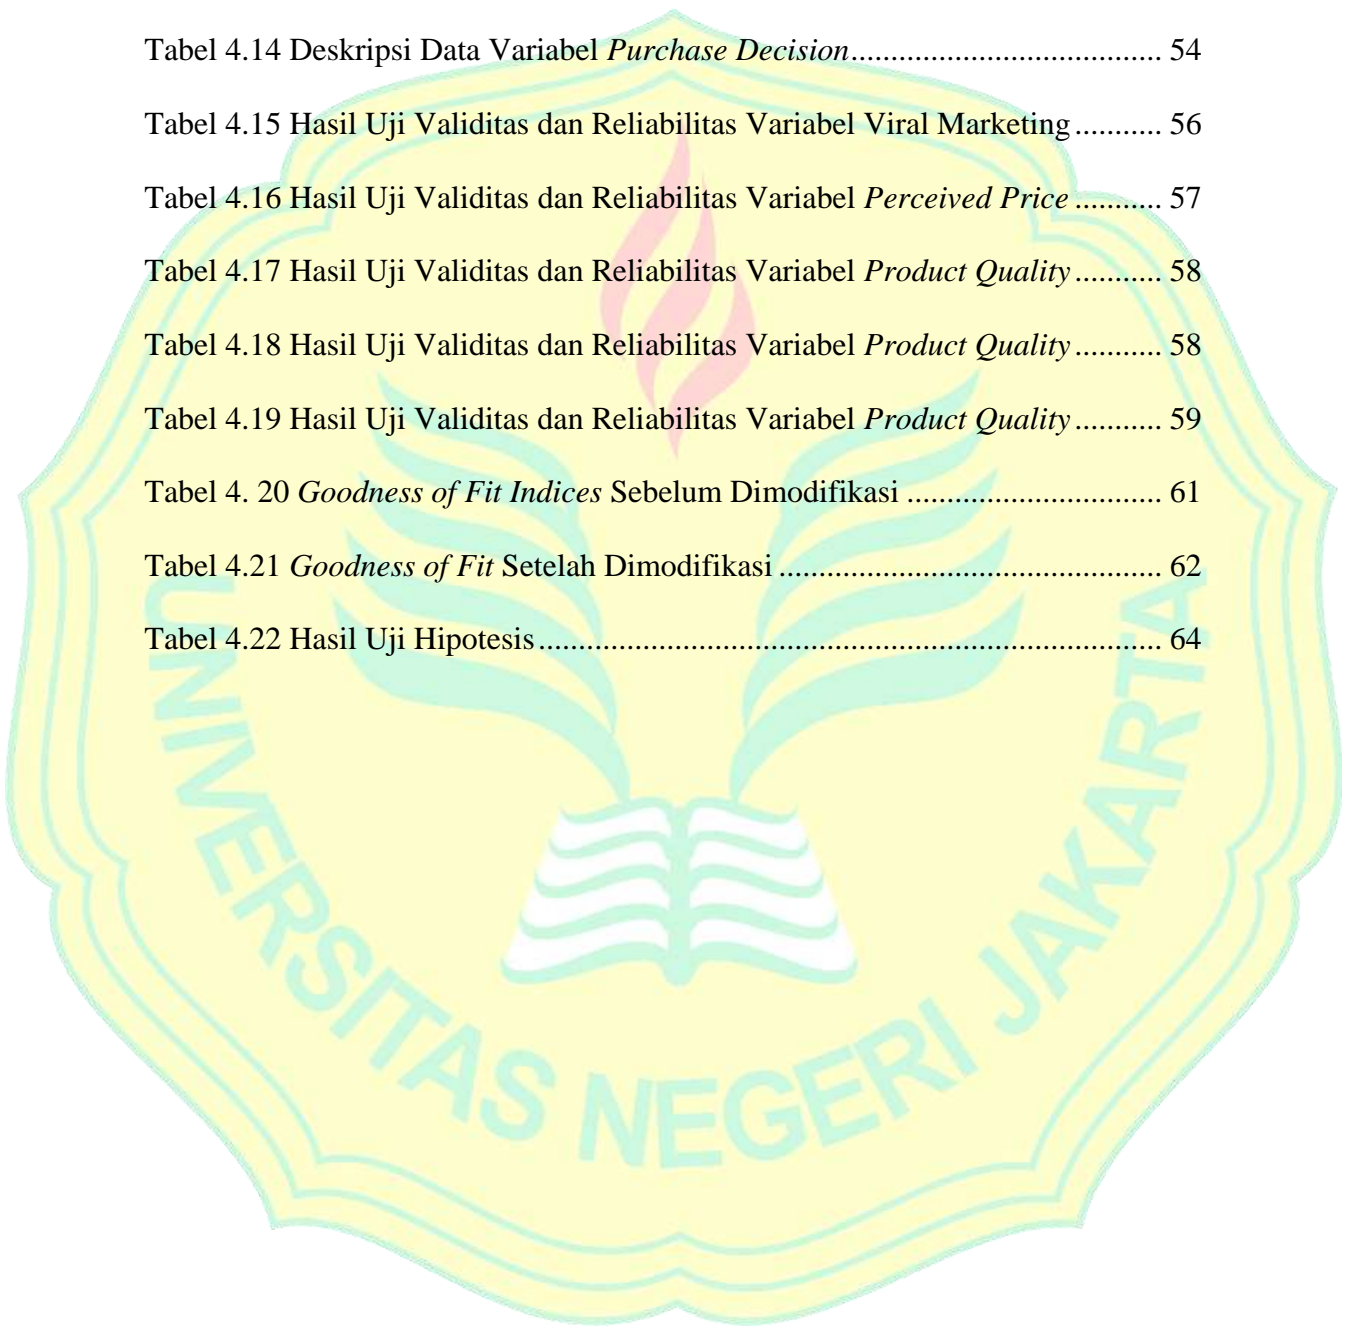 Tabel 4.14 Deskripsi Data Variabel Purchase Decision....................................... 54
Tabel 4.15 Hasil Uji Validitas dan Reliabilitas Variabel Viral Marketing........... 56
Tabel 4.16 Hasil Uji Validitas dan Reliabilitas Variabel Perceived Price ........... 57
Tabel 4.17 Hasil Uji Validitas dan Reliabilitas Variabel Product Quality........... 58
Tabel 4.18 Hasil Uji Validitas dan Reliabilitas Variabel Product Quality........... 58
Tabel 4.19 Hasil Uji Validitas dan Reliabilitas Variabel Product Quality........... 59
Tabel 4. 20 Goodness of Fit Indices Sebelum Dimodifikasi ................................ 61
Tabel 4.21 Goodness of Fit Setelah Dimodifikasi ................................................ 62
Tabel 4.22 Hasil Uji Hipotesis.............................................................................. 64
UNIVERSITAS NEGERI JAKARTA